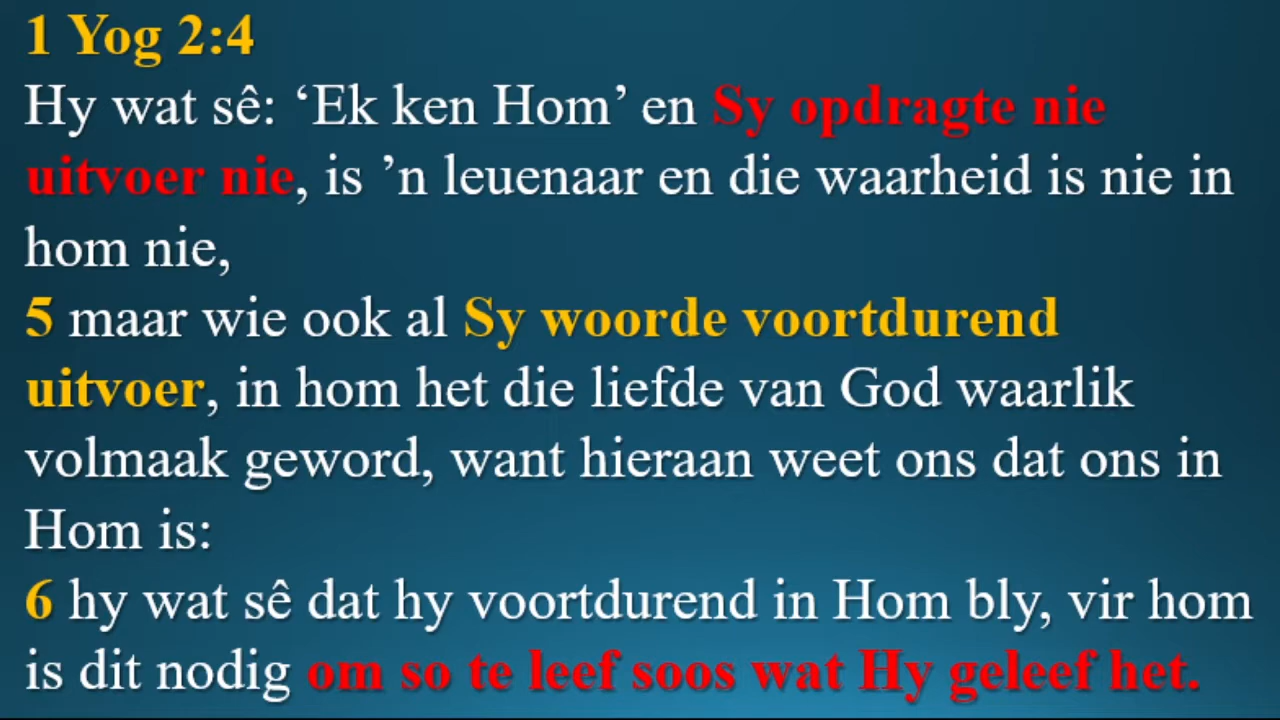 1 Yog 2:4
Hy wat sê: ‘Ek ken Hom’ en Sy opdragte nie
uitvoer nie, is ’n leuenaar en die waarheid is nie in
hom nie,
5 maar wie ook al Sy woorde voortdurend
uitvoer, in hom het die liefde van God waarlik
volmaak geword, want hieraan weet ons dat ons in
Hom is:
6 hy wat sê dat hy voortdurend in Hom bly, vir hom
is dit nodig om so te leef soos wat Hy geleef het.